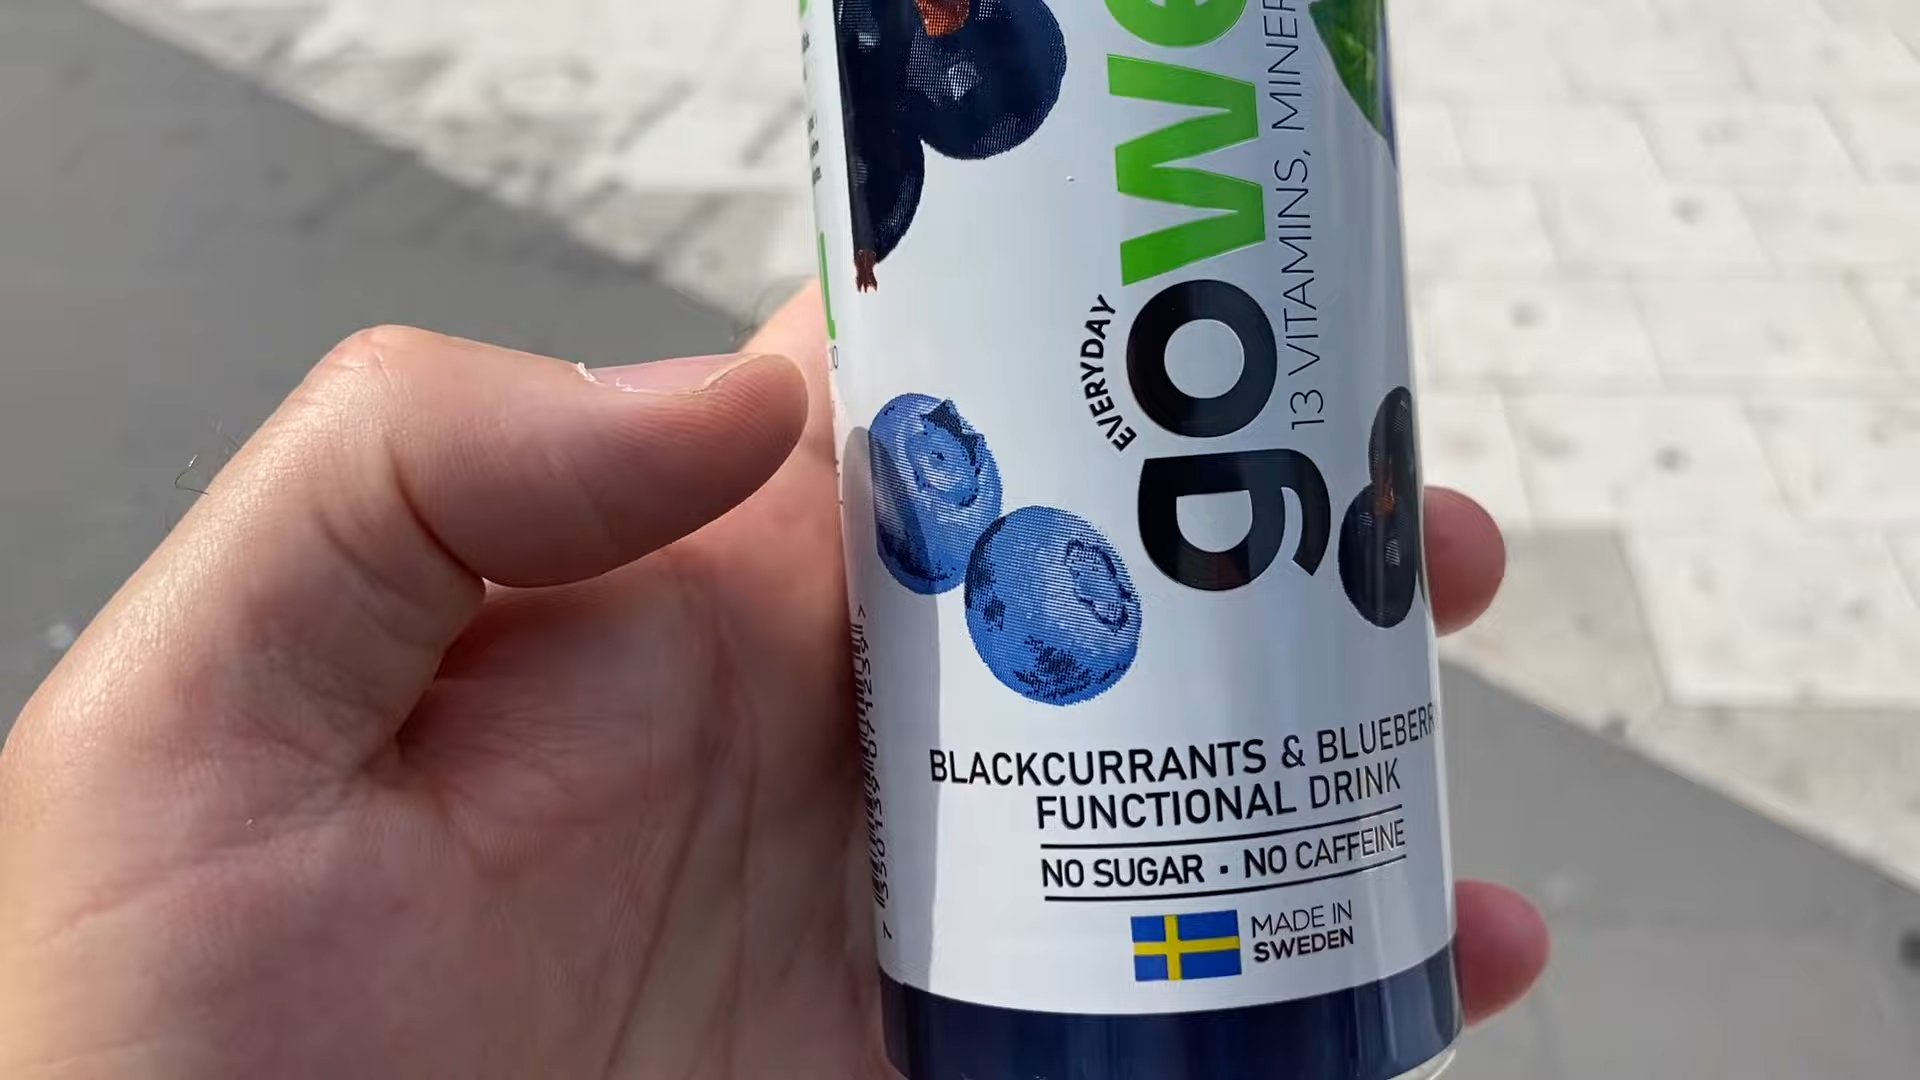 EVERYDAY
gowe
13 VITAMINS, MINER
BLACKCURRANTS & BLUEBERR
FUNCTIONAL DRINK
NO SUGAR · NO CAFFEINE
MADE IN
SWEDEN